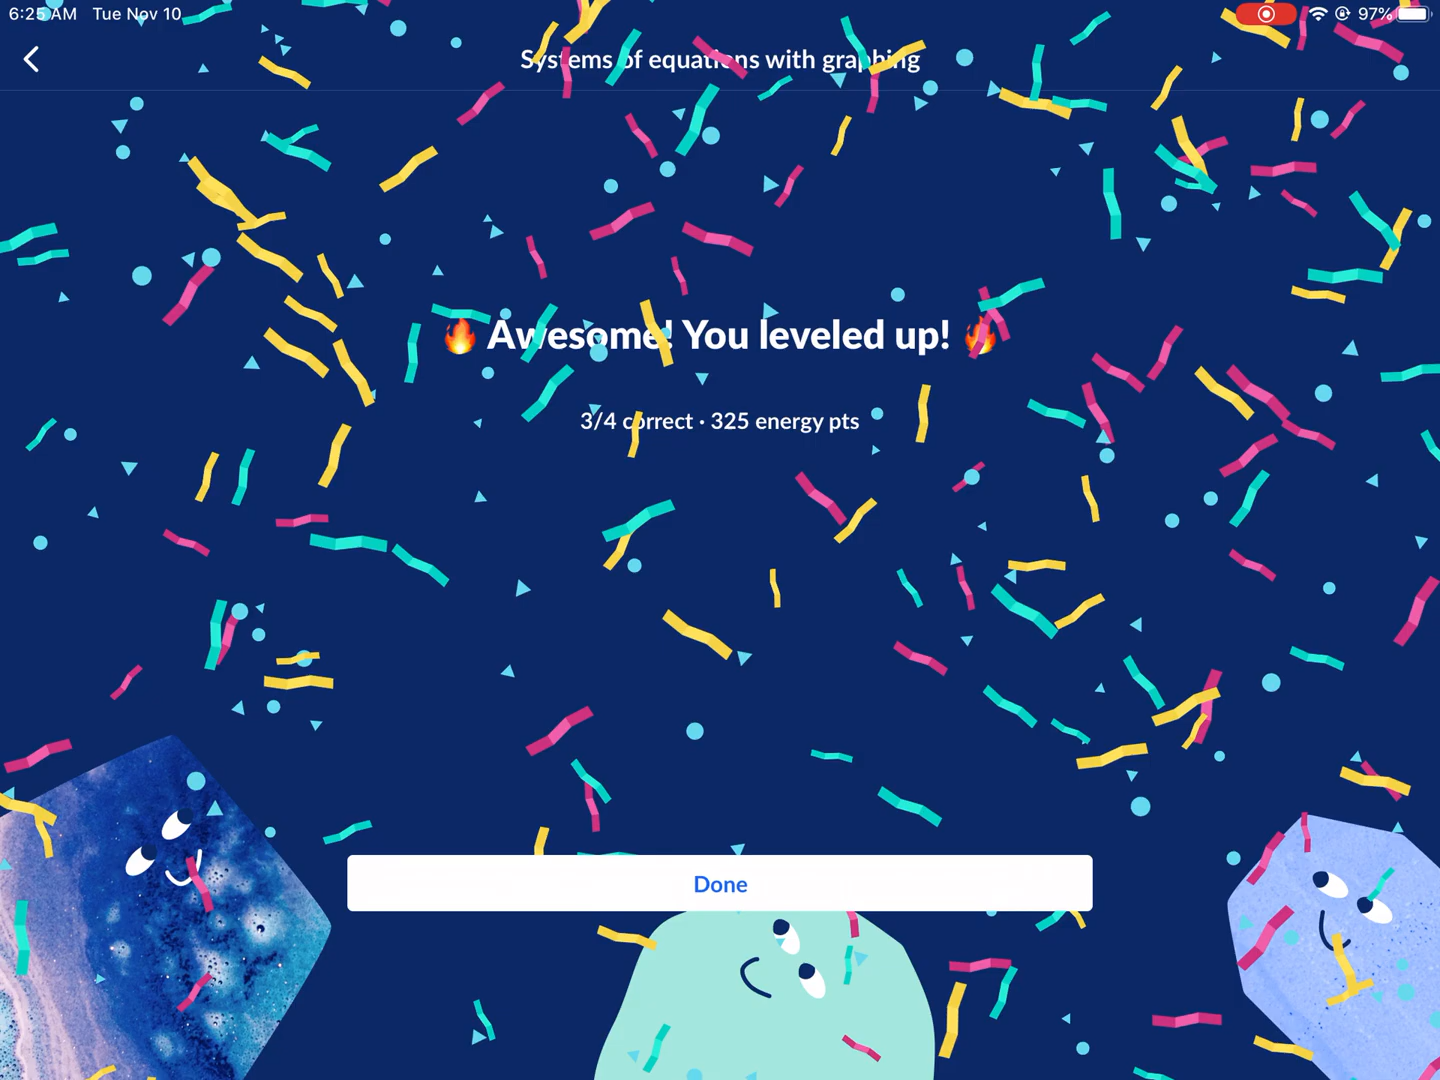 6:25 AM Tue Nov 10 97%
Systems of equations with graphing
🔥 Awesome! You leveled up! 🔥
3/4 correct · 325 energy pts
Done